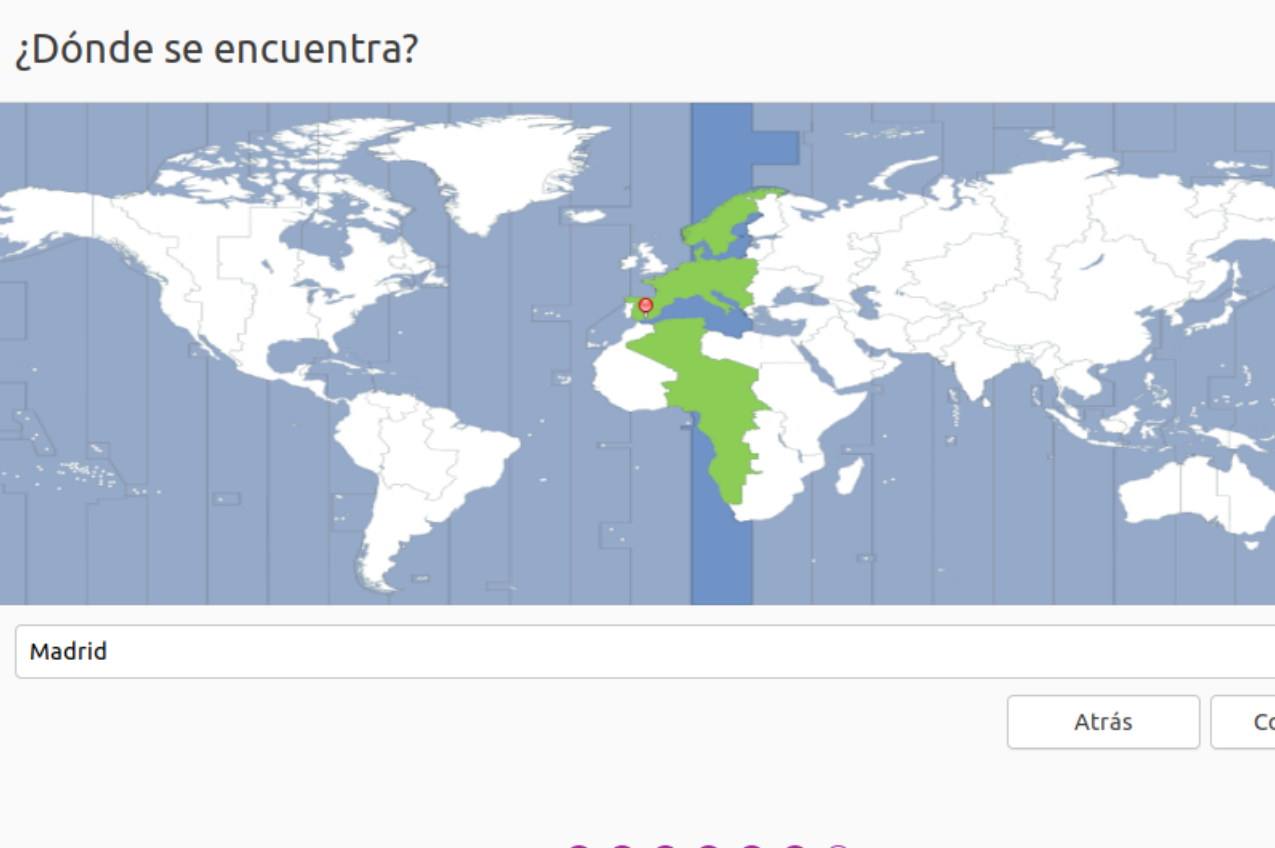 ¿Dónde se encuentra?
Madrid
Atrás